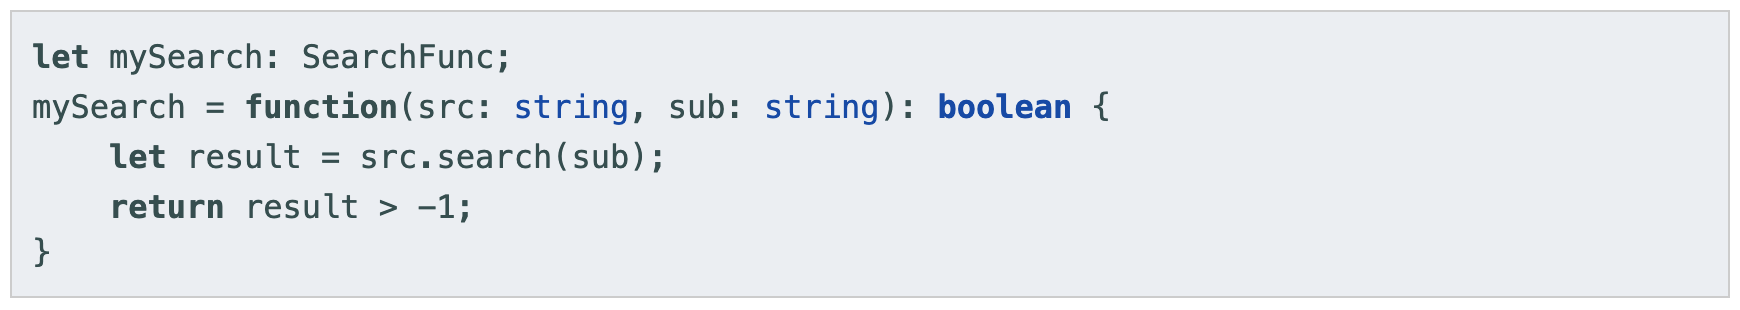 let mySearch: SearchFunc;
mySearch = function(src: string, sub: string): boolean {
    let result = src.search(sub);
    return result > -1;
}